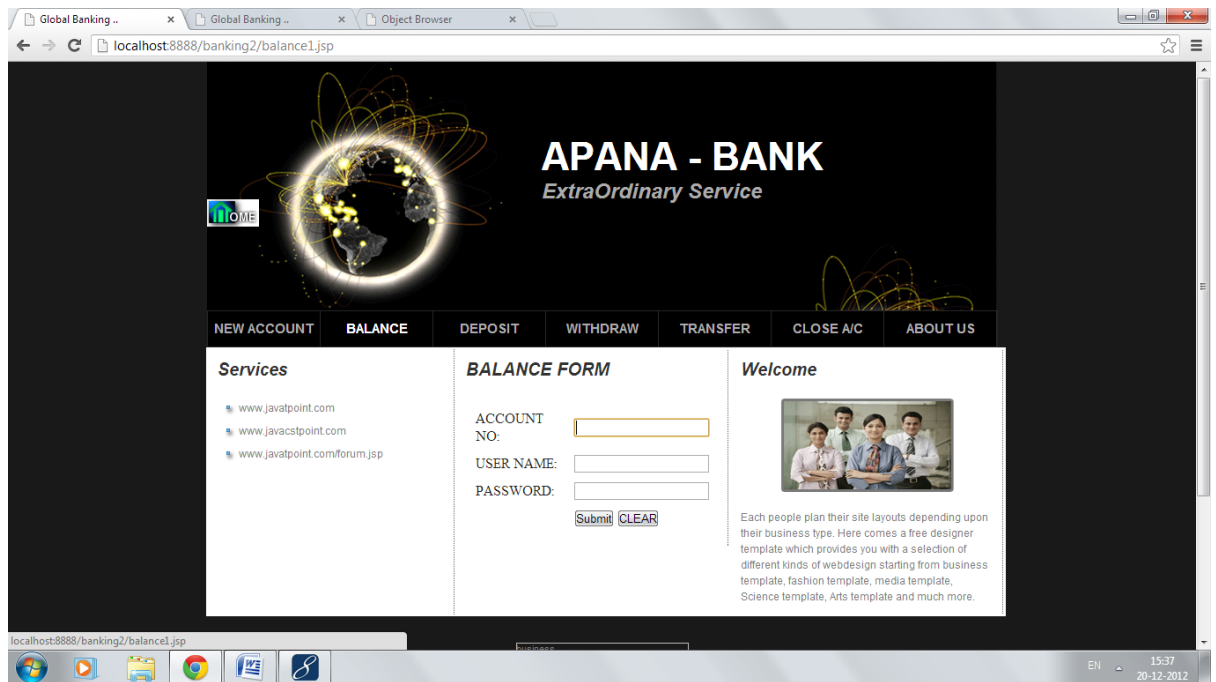 Global Banking ..
Global Banking ..
Object Browser
localhost:8888/banking2/balance1.jsp
APANA - BANK
ExtraOrdinary Service
HOME
NEW ACCOUNT BALANCE DEPOSIT WITHDRAW TRANSFER CLOSE A/C ABOUT US
Services
www.javatpoint.com
www.javacstpoint.com
www.javatpoint.com/forum.jsp
BALANCE FORM
ACCOUNT
NO:
USER NAME:
PASSWORD:
Submit CLEAR
Welcome
Each people plan their site layouts depending upon
their business type. Here comes a free designer
template which provides you with a selection of
different kinds of webdesign starting from business
template, fashion template, media template,
Science template, Arts template and much more.
localhost:8888/banking2/balance1.jsp
business
EN
15:37
20-12-2012